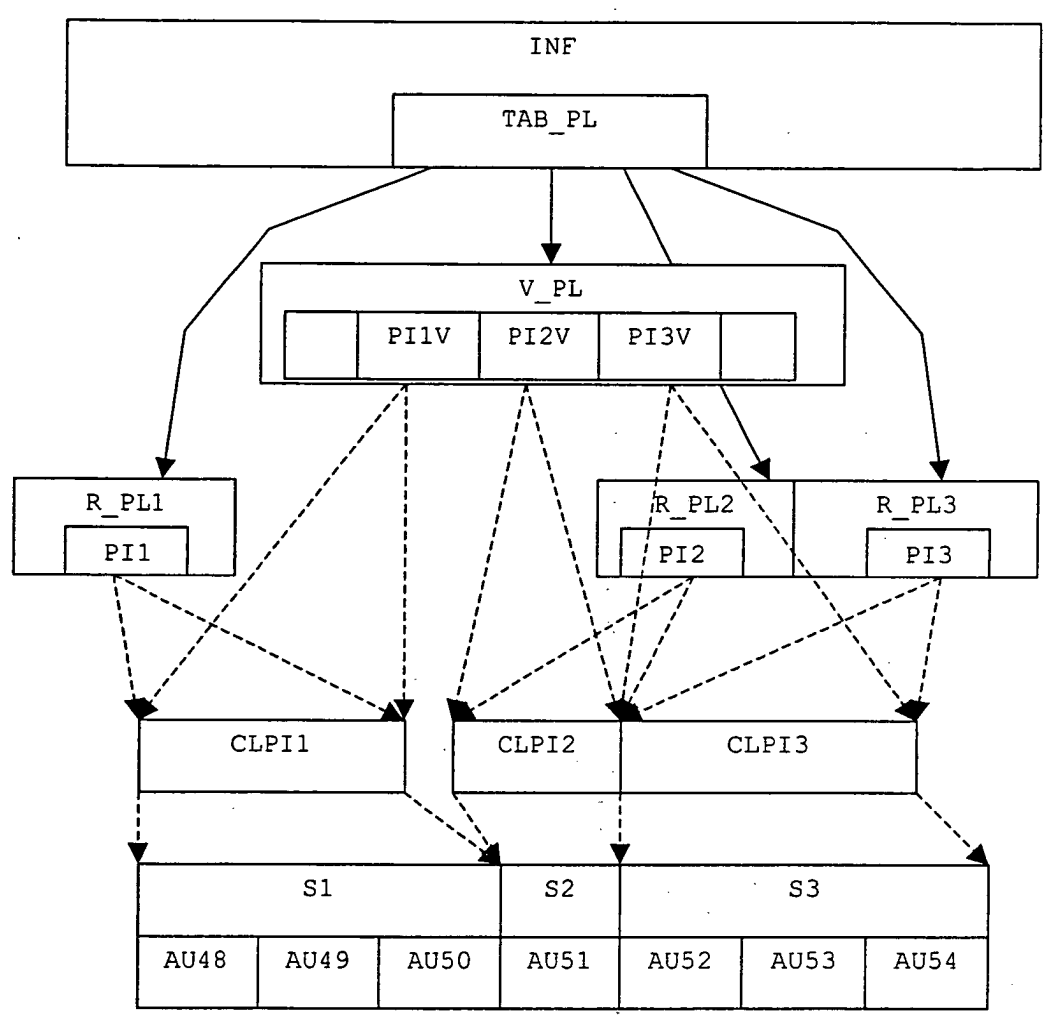 INF
TAB_PL
V_PL
PI1V PI2V PI3V
R_PL1 R_PL2 R_PL3
PI1 PI2 PI3
CLPI1 CLPI2 CLPI3
S1 S2 S3
AU48 AU49 AU50 AU51 AU52 AU53 AU54